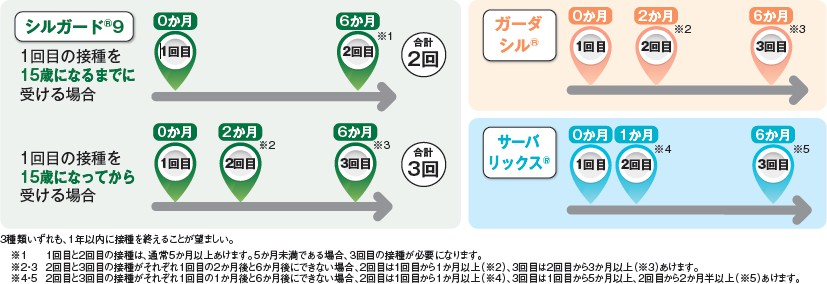 シルガード®9
1回目の接種を
15歳になるまでに
受ける場合
0か月
6か月
1回目
2回目
※1
合計
2回
1回目の接種を
15歳になってから
受ける場合
0か月
2か月
6か月
1回目
2回目
※2
3回目
※3
合計
3回
ガーダ
シル®
0か月
2か月
6か月
1回目
2回目
※2
3回目
※3
サーバ
リックス®
0か月
1か月
6か月
1回目
2回目
※4
3回目
※5
3種類いずれも、1年以内に接種を終えることが望ましい。
※1 1回目と2回目の接種は、通常5か月以上あけます。5か月未満である場合、3回目の接種が必要になります。
※2・3 2回目と3回目の接種がそれぞれ1回目の2か月後と6か月後にできない場合、2回目は1回目から1か月以上(※2)、3回目は2回目から3か月以上(※3)あけます。
※4・5 2回目と3回目の接種がそれぞれ1回目の1か月後と6か月後にできない場合、2回目は1回目から1か月以上(※4)、3回目は1回目から5か月以上、2回目から2か月半以上(※5)あけます。